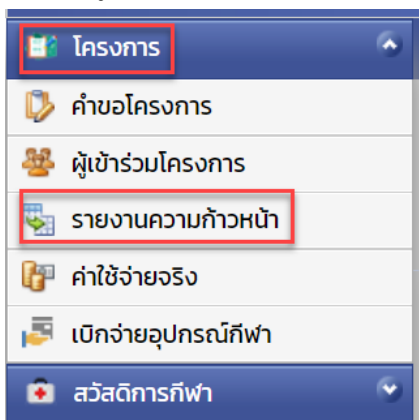 โครงการ
คำขอโครงการ
ผู้เข้าร่วมโครงการ
รายงานความก้าวหน้า
ค่าใช้จ่ายจริง
เบิกจ่ายอุปกรณ์กีฬา
สวัสดิการกีฬา